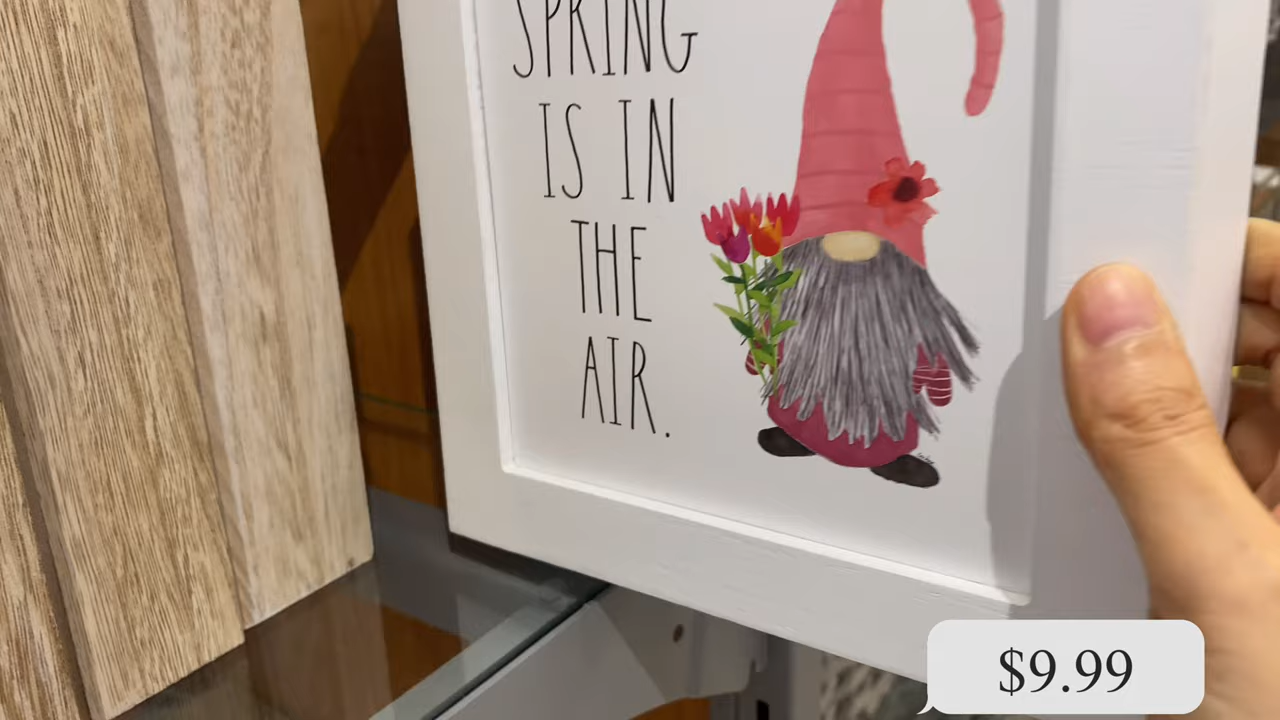 SPRING
IS IN
THE
AIR.
$9.99